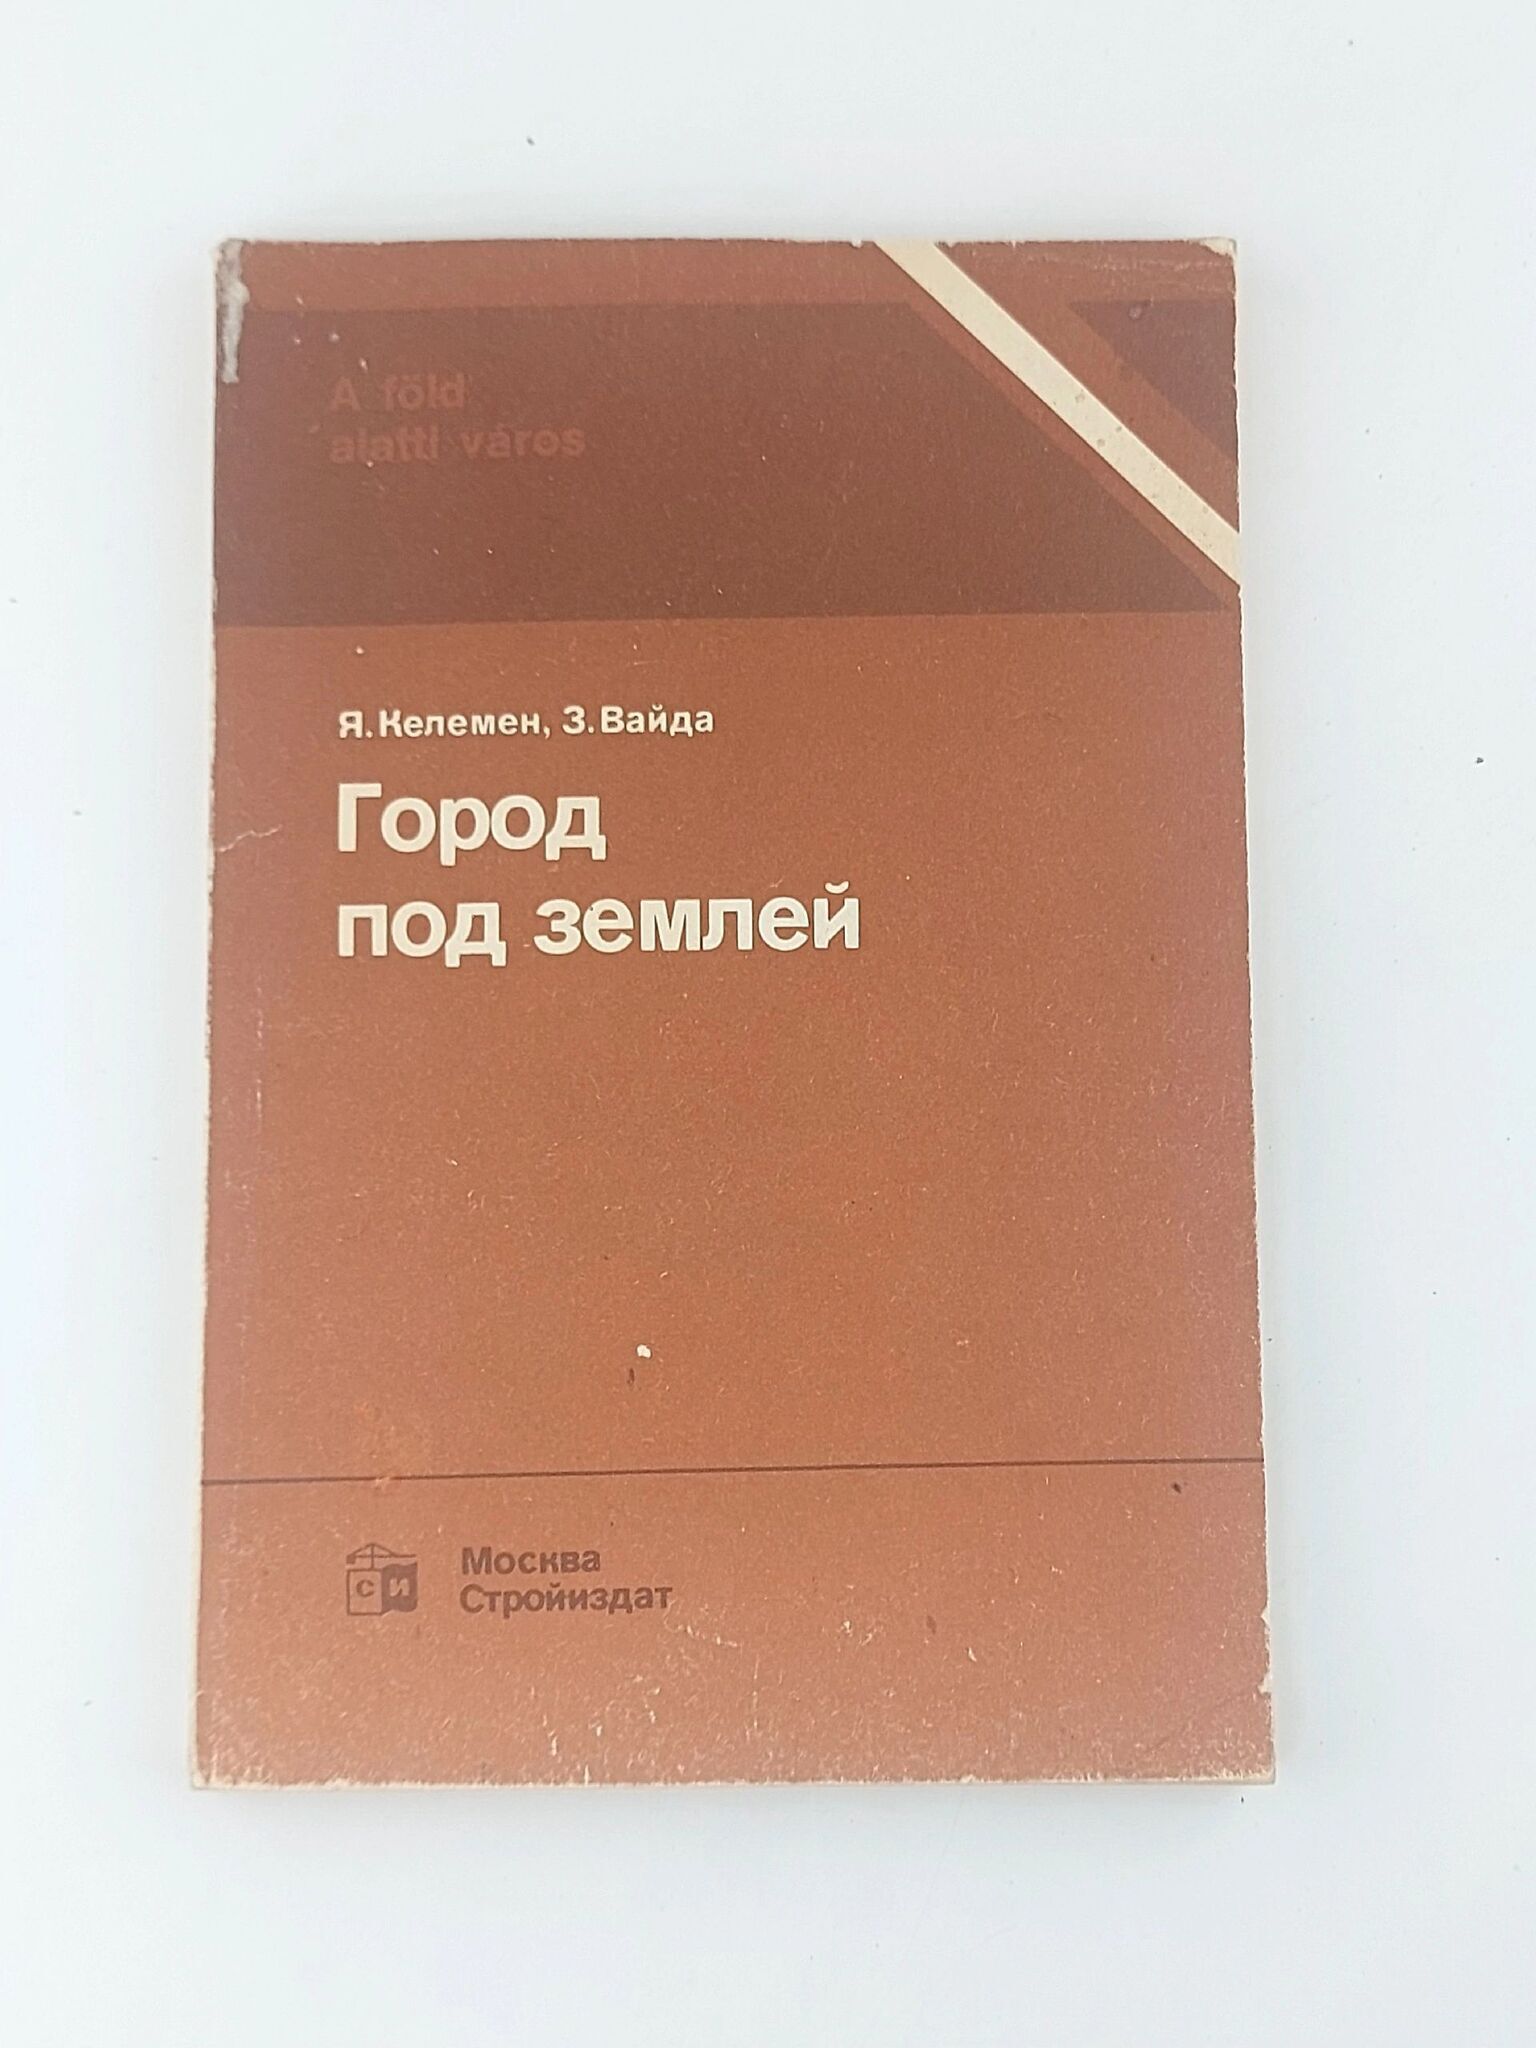 A föld
alatti város
Я. Келемен, З. Вайда
Город
под землей
си
Москва
Стройиздат